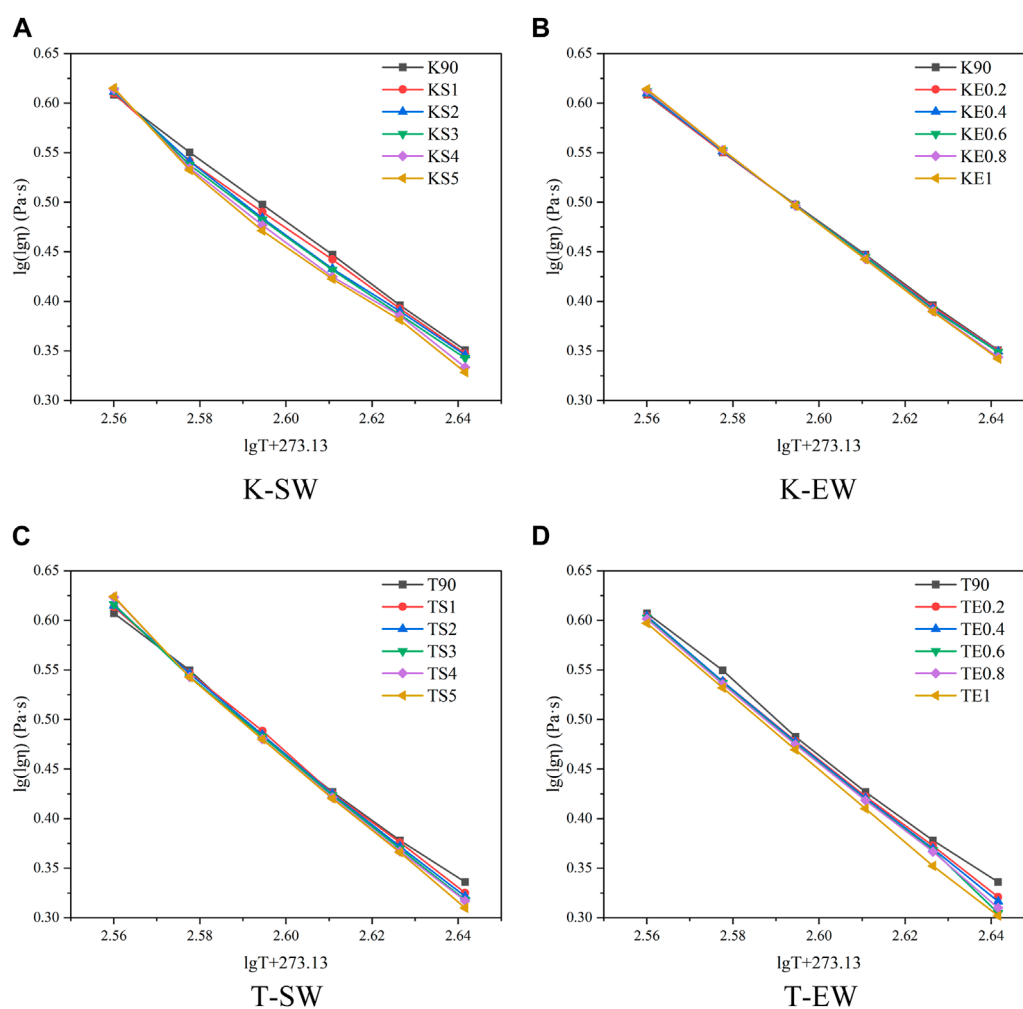 A
0.65
0.60
0.55
0.50
0.45
0.40
0.35
0.30
lg(lgη) (Pa·s)
K90
KS1
KS2
KS3
KS4
KS5
2.56
2.58
2.60
2.62
2.64
lgT+273.13
K-SW
B
0.65
0.60
0.55
0.50
0.45
0.40
0.35
0.30
lg(lgη) (Pa·s)
K90
KE0.2
KE0.4
KE0.6
KE0.8
KE1
2.56
2.58
2.60
2.62
2.64
lgT+273.13
K-EW
C
0.65
0.60
0.55
0.50
0.45
0.40
0.35
0.30
lg(lgη) (Pa·s)
T90
TS1
TS2
TS3
TS4
TS5
2.56
2.58
2.60
2.62
2.64
lgT+273.13
T-SW
D
0.65
0.60
0.55
0.50
0.45
0.40
0.35
0.30
lg(lgη) (Pa·s)
T90
TE0.2
TE0.4
TE0.6
TE0.8
TE1
2.56
2.58
2.60
2.62
2.64
lgT+273.13
T-EW